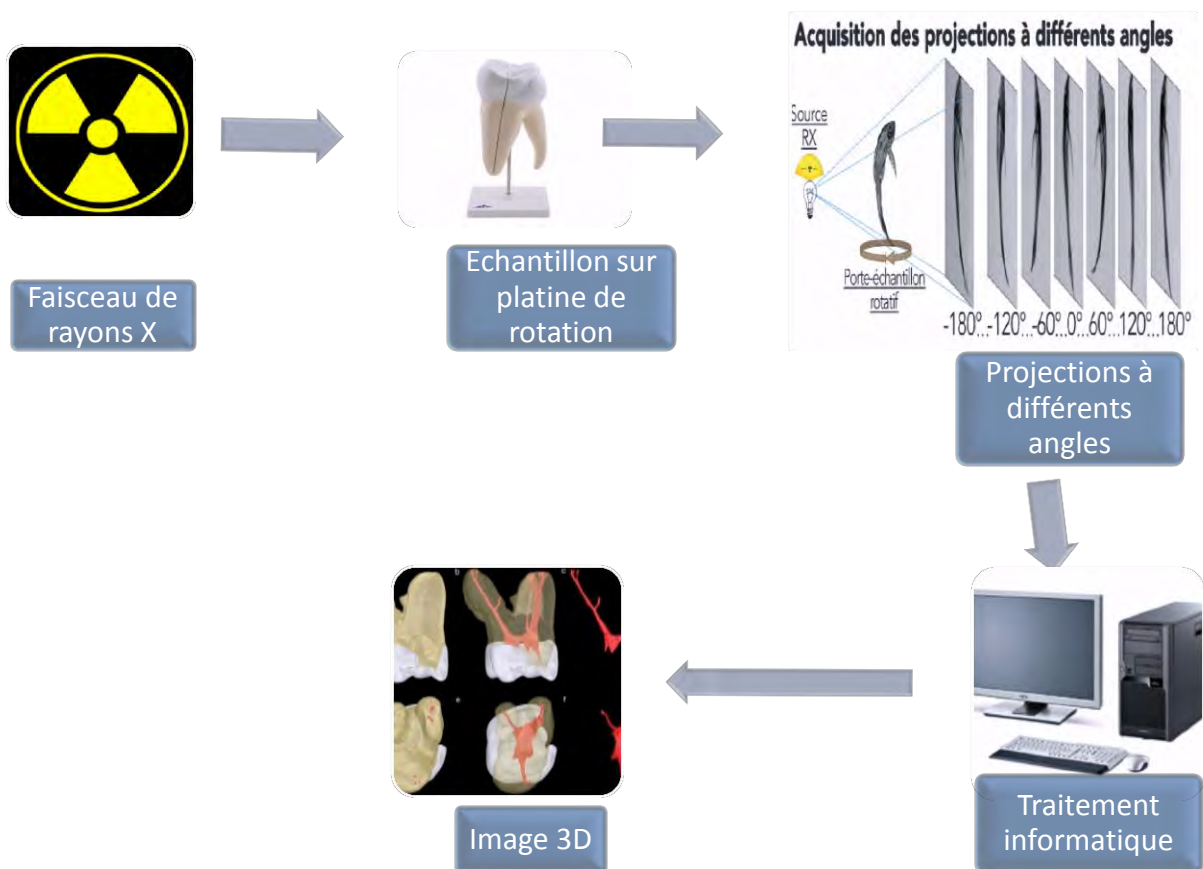 Faisceau de
rayons X
Echantillon sur
platine de
rotation
Acquisition des projections à différents angles
Source
RX
Porte-échantillon
rotatif
-180°...-120°...-60°...0°...60°...120°...180°
Projections à
différents
angles
Traitement
informatique
b
c
e
f
Image 3D